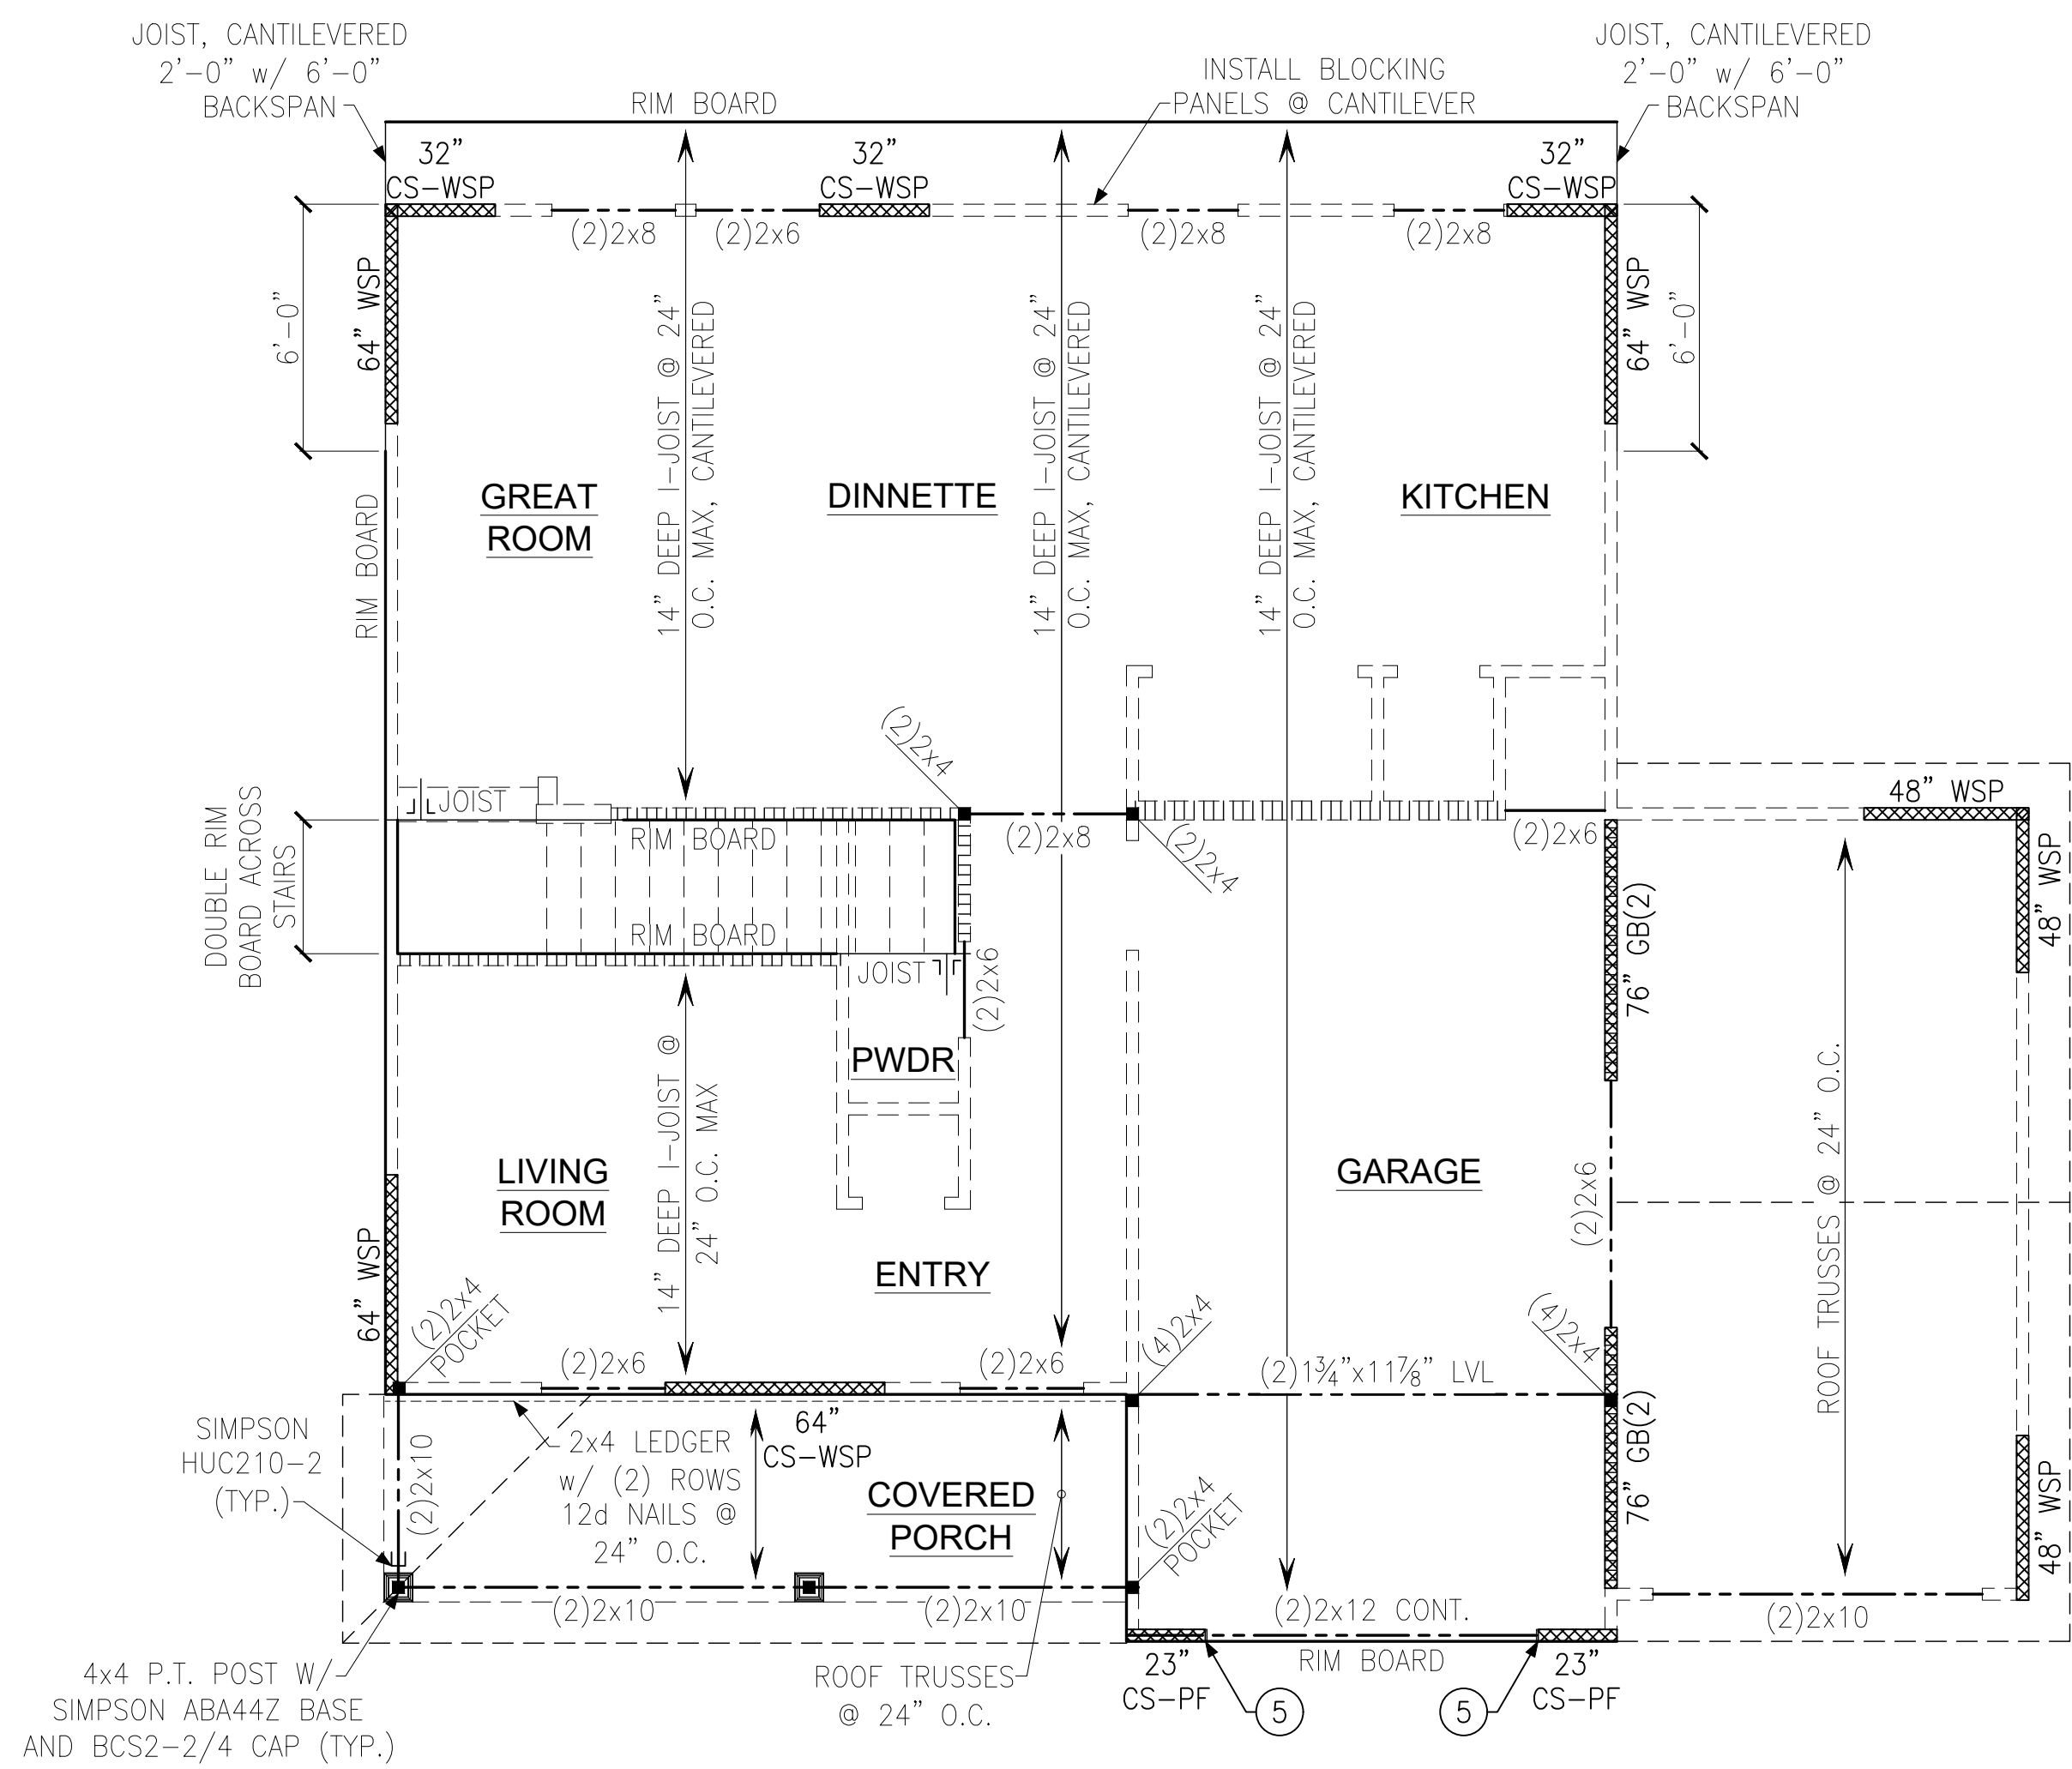 JOIST, CANTILEVERED
2'-0" w/ 6'-0"
BACKSPAN
RIM BOARD
INSTALL BLOCKING
PANELS @ CANTILEVER
JOIST, CANTILEVERED
2'-0" w/ 6'-0"
BACKSPAN
32"
CS-WSP
32"
CS-WSP
32"
CS-WSP
(2)2x8
(2)2x6
(2)2x8
(2)2x8
6'-0"
64" WSP
64" WSP
6'-0"
14" DEEP I-JOIST @ 24"
O.C. MAX, CANTILEVERED
14" DEEP I-JOIST @ 24"
O.C. MAX, CANTILEVERED
14" DEEP I-JOIST @ 24"
O.C. MAX, CANTILEVERED
GREAT
ROOM
DINNETTE
KITCHEN
RIM BOARD
(2)2x4
JOIST
RIM BOARD
(2)2x8
(2)2x4
(2)2x6
48" WSP
48" WSP
DOUBLE RIM
BOARD ACROSS
STAIRS
RIM BOARD
JOIST
(2)2x6
76" GB(2)
PWDR
14" DEEP I-JOIST @
24" O.C. MAX
LIVING
ROOM
ENTRY
GARAGE
(2)2x6
ROOF TRUSSES @ 24" O.C.
64" WSP
(2)2x4
POCKET
(2)2x6
(2)2x6
(4)2x4
(2)1¾"x11⅞" LVL
(4)2x4
76" GB(2)
48" WSP
SIMPSON
HUC210-2
(TYP.)
(2)2x10
2x4 LEDGER
w/ (2) ROWS
12d NAILS @
24" O.C.
64"
CS-WSP
COVERED
PORCH
(2)2x4
POCKET
(2)2x10
(2)2x10
(2)2x12 CONT.
RIM BOARD
(2)2x10
4x4 P.T. POST W/
SIMPSON ABA44Z BASE
AND BCS2-2/4 CAP (TYP.)
ROOF TRUSSES
@ 24" O.C.
23"
CS-PF
5
5
23"
CS-PF